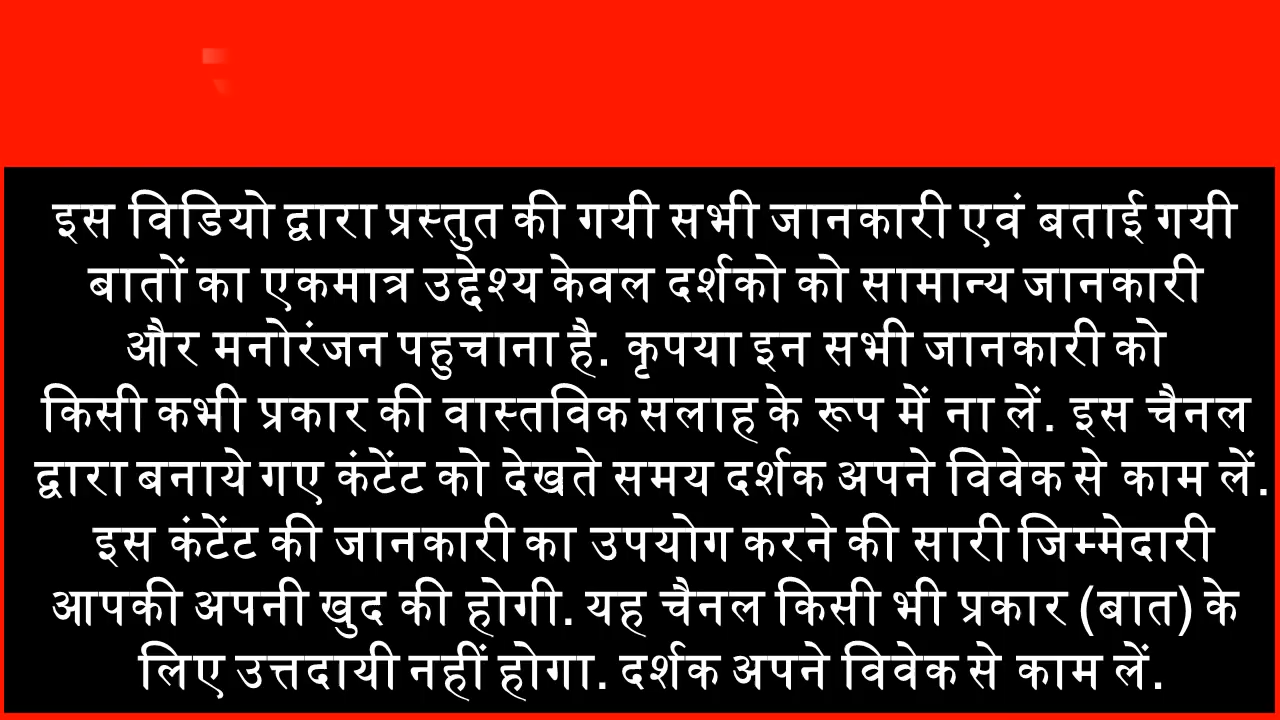 इस विडियो द्वारा प्रस्तुत की गयी सभी जानकारी एवं बताई गयी
बातों का एकमात्र उद्देश्य केवल दर्शको को सामान्य जानकारी
और मनोरंजन पहुचाना है. कृपया इन सभी जानकारी को
किसी कभी प्रकार की वास्तविक सलाह के रूप में ना लें. इस चैनल
द्वारा बनाये गए कंटेंट को देखते समय दर्शक अपने विवेक से काम लें.
इस कंटेंट की जानकारी का उपयोग करने की सारी जिम्मेदारी
आपकी अपनी खुद की होगी. यह चैनल किसी भी प्रकार (बात) के
लिए उत्तदायी नहीं होगा. दर्शक अपने विवेक से काम लें.